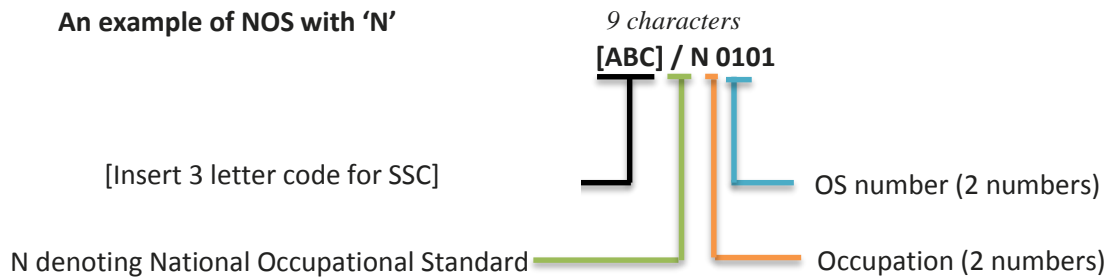 An example of NOS with ‘N’
9 characters
[ABC] / N 0101
[Insert 3 letter code for SSC]
OS number (2 numbers)
N denoting National Occupational Standard
Occupation (2 numbers)